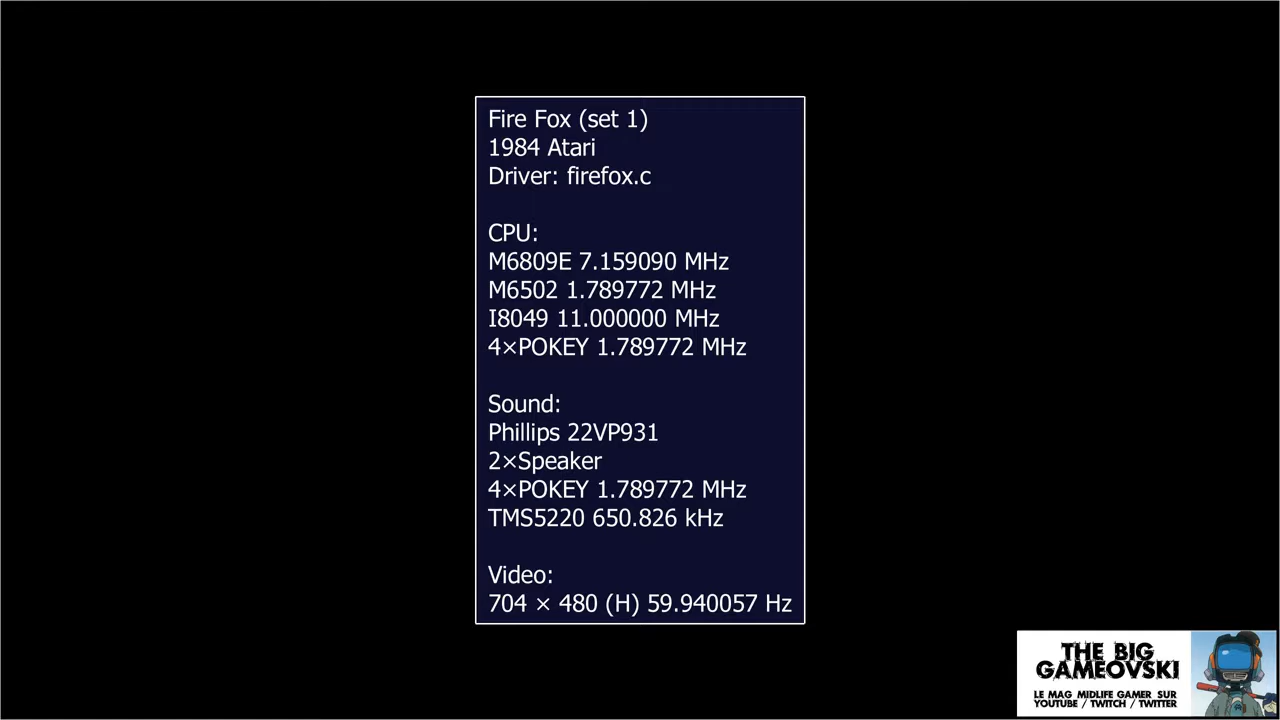 Fire Fox (set 1)
1984 Atari
Driver: firefox.c
CPU:
M6809E 7.159090 MHz
M6502 1.789772 MHz
I8049 11.000000 MHz
4×POKEY 1.789772 MHz
Sound:
Phillips 22VP931
2×Speaker
4×POKEY 1.789772 MHz
TMS5220 650.826 kHz
Video:
704 × 480 (H) 59.940057 Hz
THE BIG
GAMEOVSKI
LE MAG MIDLIFE GAMER SUR
YOUTUBE / TWITCH / TWITTER